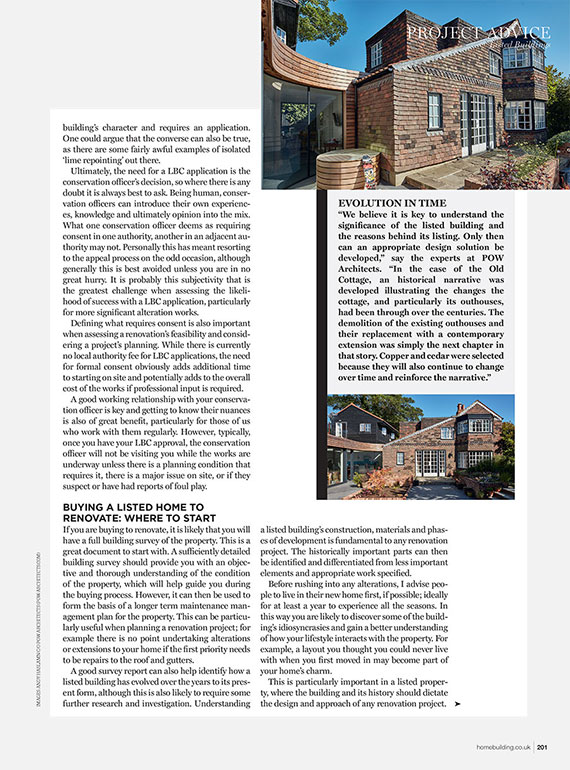 PROJECT ADVICE
Listed Buildings
building's character and requires an application.
One could argue that the converse can also be true,
as there are some fairly awful examples of isolated
'lime repointing' out there.
Ultimately, the need for a LBC application is the
conservation officer's decision, so where there is any
doubt it is always best to ask. Being human, conser-
vation officers can introduce their own experienc-
es, knowledge and ultimately opinion into the mix.
What one conservation officer deems as requiring
consent in one authority, another in an adjacent au-
thority may not. Personally this has meant resorting
to the appeal process on the odd occasion, although
generally this is best avoided unless you are in no
great hurry. It is probably this subjectivity that is
the greatest challenge when assessing the likeli-
hood of success with a LBC application, particularly
for more significant alteration works.
Defining what requires consent is also important
when assessing a renovation's feasibility and consid-
ering a project's planning. While there is currently
no local authority fee for LBC applications, the need
for formal consent obviously adds additional time
to starting on site and potentially adds to the overall
cost of the works if professional input is required.
A good working relationship with your conserva-
tion officer is key and getting to know their nuances
is also of great benefit, particularly for those of us
who work with them regularly. However, typically,
once you have your LBC approval, the conservation
officer will not be visiting you while the works are
underway unless there is a planning condition that
requires it, there is a major issue on site, or if they
suspect or have had reports of foul play.
BUYING A LISTED HOME TO
RENOVATE: WHERE TO START
If you are buying to renovate, it is likely that you will
have a full building survey of the property. This is a
great document to start with. A sufficiently detailed
building survey should provide you with an objec-
tive and thorough understanding of the condition
of the property, which will help guide you during
the buying process. However, it can then be used to
form the basis of a longer term maintenance man-
agement plan for the property. This can be particu-
larly useful when planning a renovation project; for
example there is no point undertaking alterations
or extensions to your home if the first priority needs
to be repairs to the roof and gutters.
A good survey report can also help identify how a
listed building has evolved over the years to its pres-
ent form, although this is also likely to require some
further research and investigation. Understanding
a listed building's construction, materials and phas-
es of development is fundamental to any renovation
project. The historically important parts can then
be identified and differentiated from less important
elements and appropriate work specified.
Before rushing into any alterations, I advise peo-
ple to live in their new home first, if possible; ideally
for at least a year to experience all the seasons. In
this way you are likely to discover some of the build-
ing's idiosyncrasies and gain a better understanding
of how your lifestyle interacts with the property. For
example, a layout you thought you could never live
with when you first moved in may become part of
your home's charm.
This is particularly important in a listed proper-
ty, where the building and its history should dictate
the design and approach of any renovation project.
EVOLUTION IN TIME
"We believe it is key to understand the
significance of the listed building and
the reasons behind its listing. Only then
can an appropriate design solution be
developed," say the experts at POW
Architects. "In the case of the Old
Cottage, an historical narrative was
developed illustrating the changes the
cottage, and particularly its outhouses,
had been through over the centuries. The
demolition of the existing outhouses and
their replacement with a contemporary
extension was simply the next chapter in
that story. Copper and cedar were selected
because they will also continue to change
over time and reinforce the narrative."
homebuilding.co.uk 201